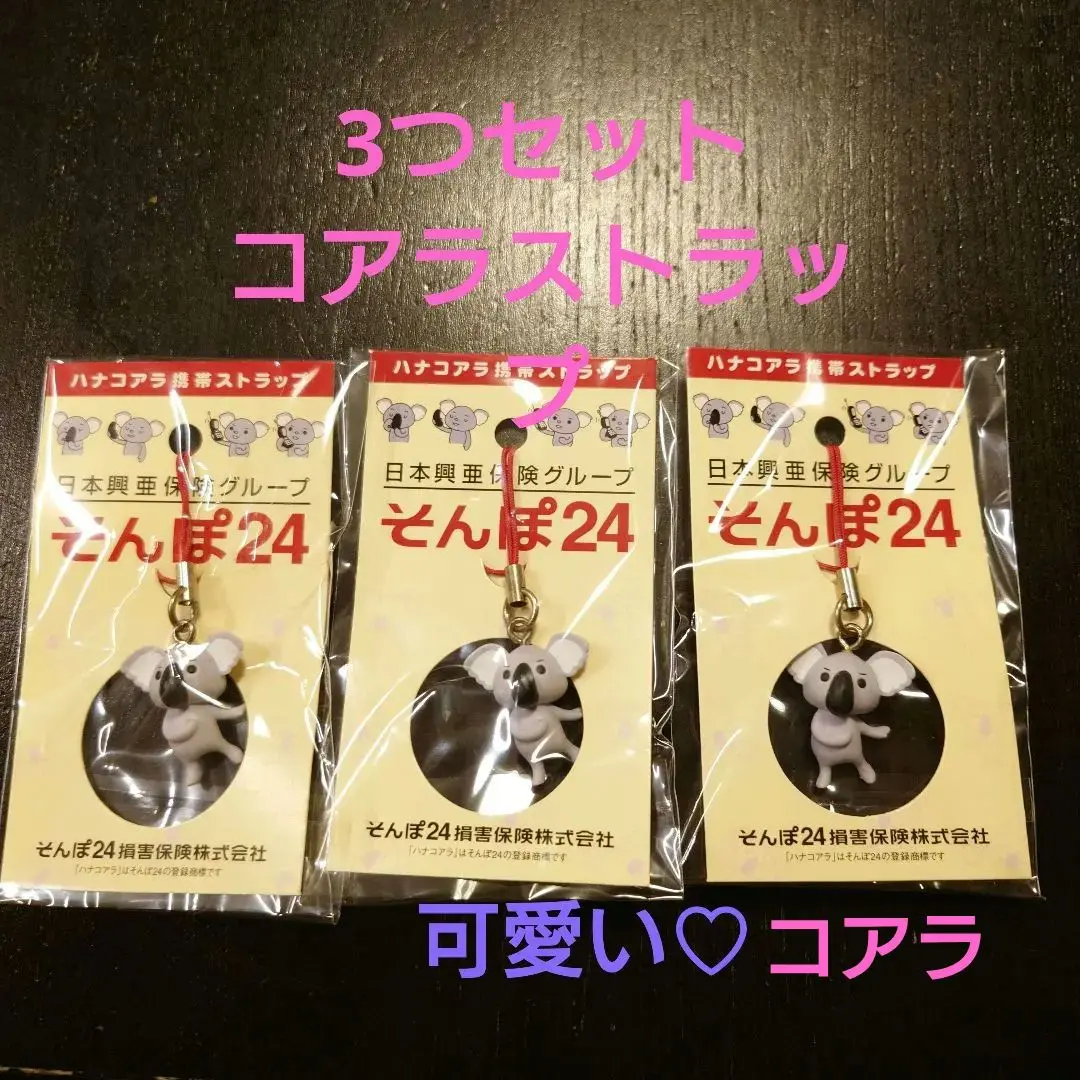 3つセット
コアラストラッ
プ
ハナコアラ携帯ストラップ
日本興亜保険グループ
そんぽ24
そんぽ24損害保険株式会社
「ハナコアラ」はそんぽ24の登録商標です
ハナコアラ携帯ストラップ
日本興亜保険グループ
そんぽ24
そんぽ24損害保険株式会社
「ハナコアラ」はそんぽ24の登録商標です
ハナコアラ携帯ストラップ
日本興亜保険グループ
そんぽ24
そんぽ24損害保険株式会社
「ハナコアラ」はそんぽ24の登録商標です
可愛い♡コアラ